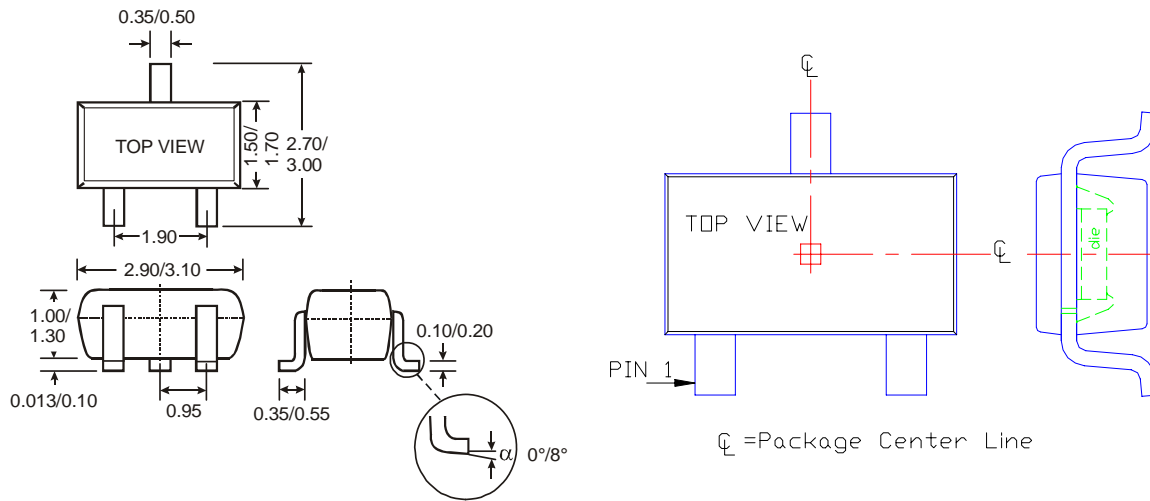 0.35/0.50
TOP VIEW
1.50/
1.70
2.70/
3.00
1.90
2.90/3.10
1.00/
1.30
0.10/0.20
0.013/0.10
0.95
0.35/0.55
α
0°/8°
℄
TOP VIEW
℄
die
PIN 1
℄ =Package Center Line